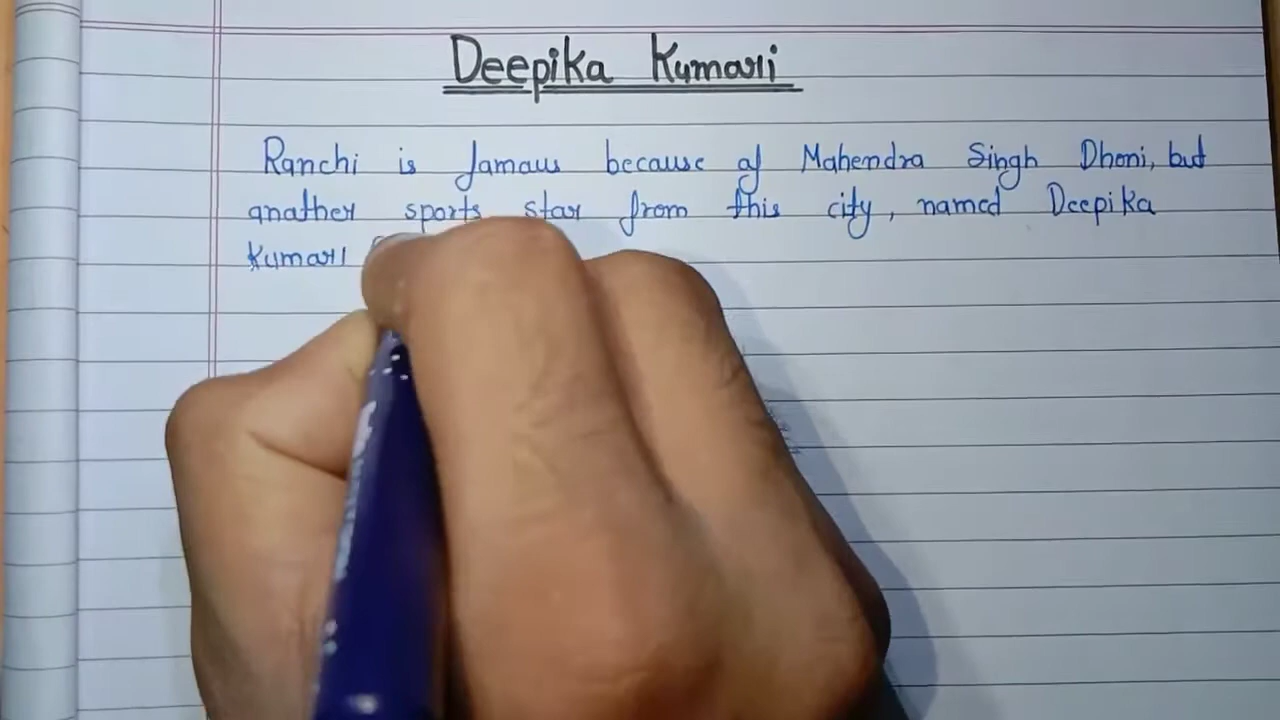 Deepika Kumari
Ranchi is famous because of Mahendra Singh Dhoni, but
another sports star from this city, named Deepika
Kumari